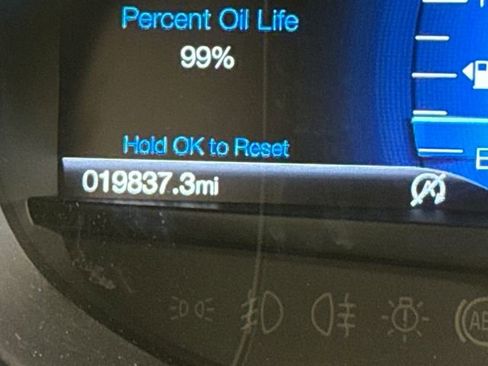 Percent Oil Life
99%
Hold OK to Reset
019837.3mi
E